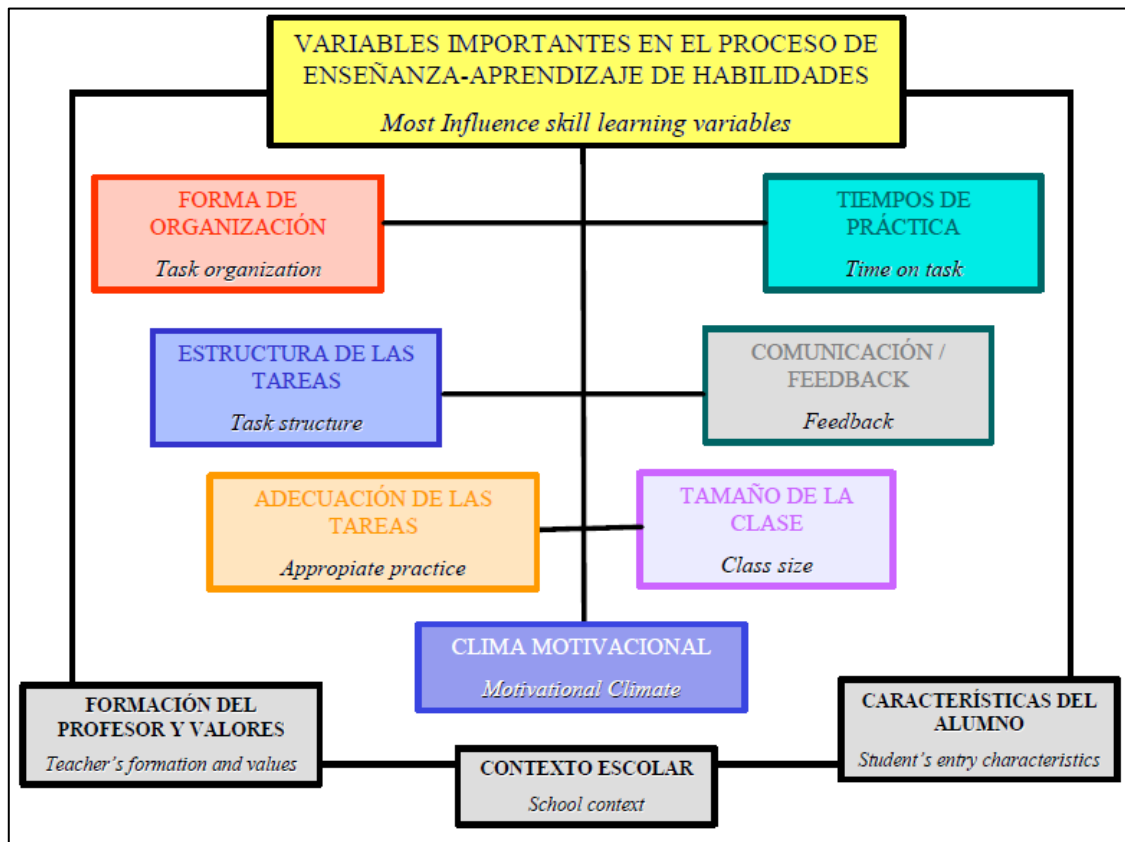 VARIABLES IMPORTANTES EN EL PROCESO DE
ENSEÑANZA-APRENDIZAJE DE HABILIDADES
Most Influence skill learning variables
FORMA DE
ORGANIZACIÓN
Task organization
TIEMPOS DE
PRÁCTICA
Time on task
ESTRUCTURA DE LAS
TAREAS
Task structure
COMUNICACIÓN /
FEEDBACK
Feedback
ADECUACIÓN DE LAS
TAREAS
Appropiate practice
TAMAÑO DE LA
CLASE
Class size
CLIMA MOTIVACIONAL
Motivational Climate
FORMACIÓN DEL
PROFESOR Y VALORES
Teacher's formation and values
CONTEXTO ESCOLAR
School context
CARACTERÍSTICAS DEL
ALUMNO
Student's entry characteristics